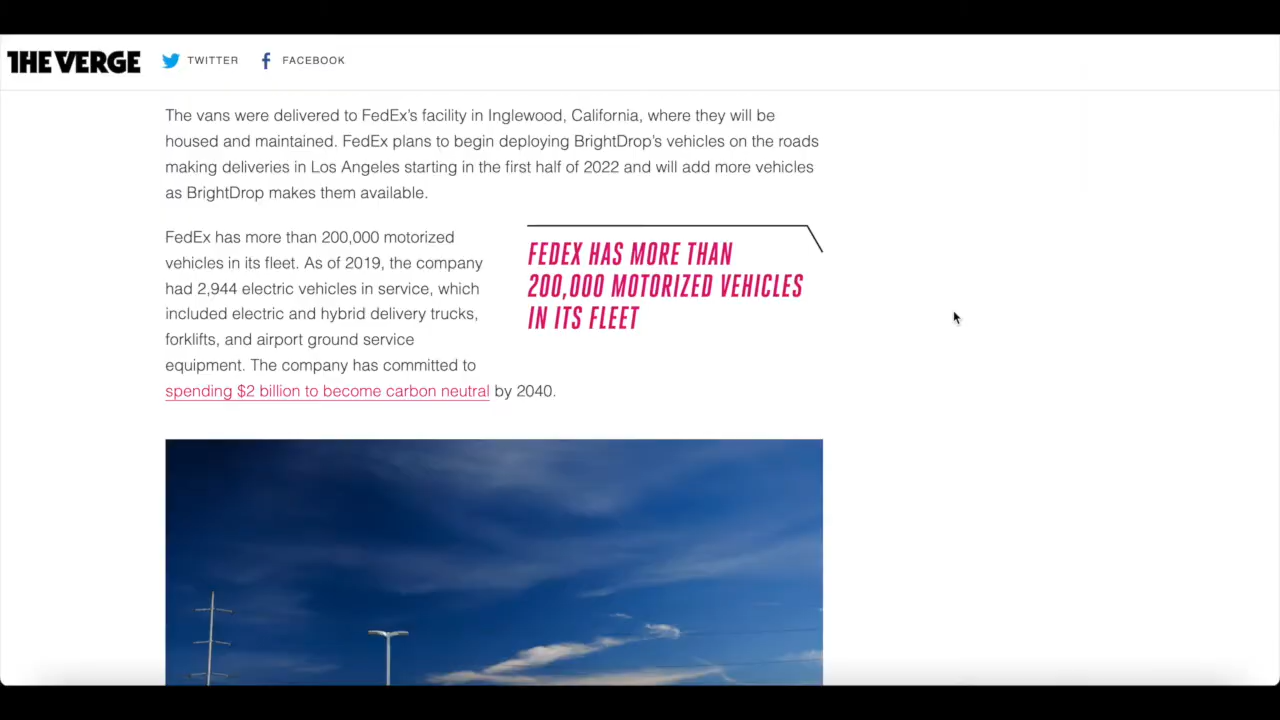 THE VERGE
TWITTER
FACEBOOK
The vans were delivered to FedEx's facility in Inglewood, California, where they will be
housed and maintained. FedEx plans to begin deploying BrightDrop's vehicles on the roads
making deliveries in Los Angeles starting in the first half of 2022 and will add more vehicles
as BrightDrop makes them available.
FedEx has more than 200,000 motorized
vehicles in its fleet. As of 2019, the company
had 2,944 electric vehicles in service, which
included electric and hybrid delivery trucks,
forklifts, and airport ground service
equipment. The company has committed to
spending $2 billion to become carbon neutral by 2040.
FEDEX HAS MORE THAN
200,000 MOTORIZED VEHICLES
IN ITS FLEET